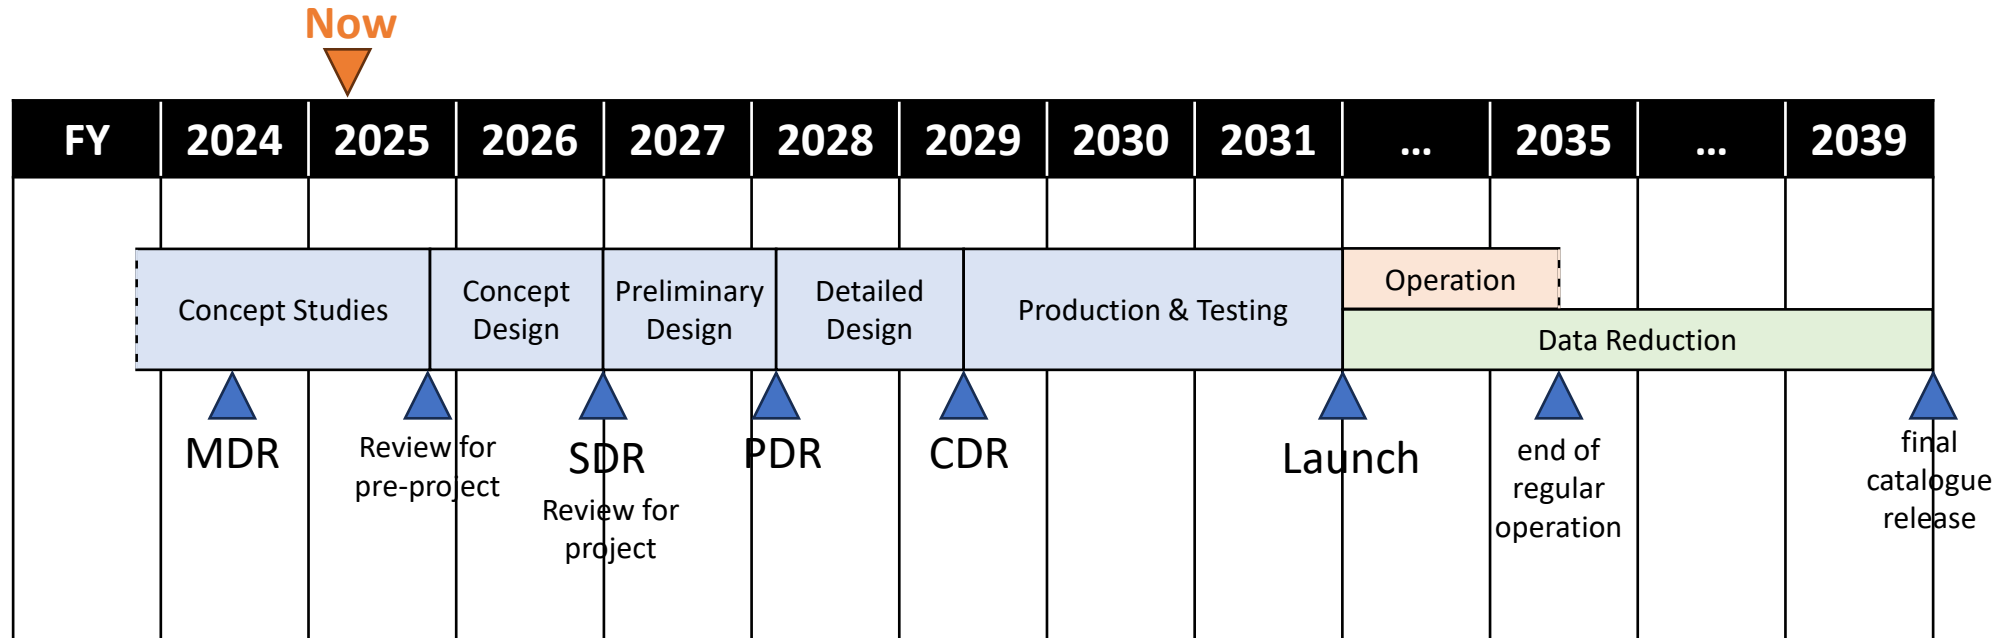 Now
FY 2024 2025 2026 2027 2028 2029 2030 2031 ... 2035 ... 2039
Concept Studies
Concept
Design
Preliminary
Design
Detailed
Design
Production & Testing
Operation
Data Reduction
MDR
Review for
pre-project
SDR
Review for
project
PDR
CDR
Launch
end of
regular
operation
final
catalogue
release